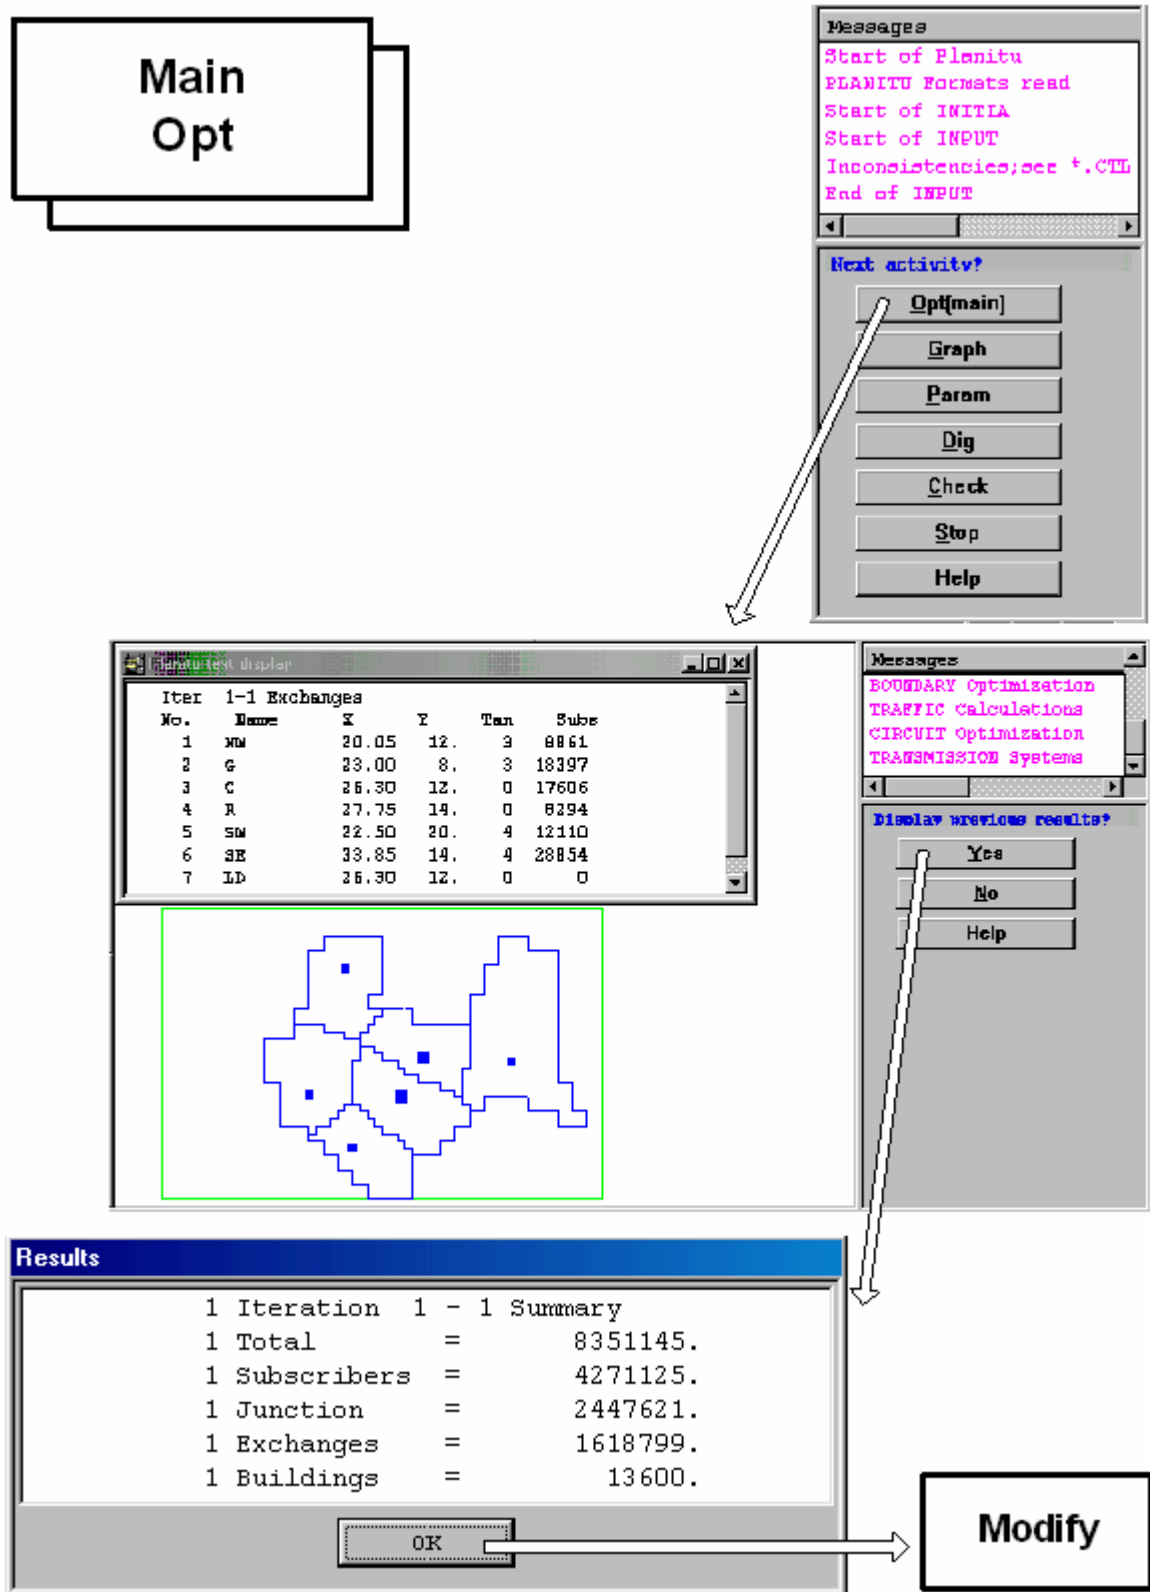 Main
Opt
Messages
Start of Planitu
PLANITU Formats read
Start of INITIA
Start of INPUT
Inconsistencies;see *.CTL
End of INPUT
Next activity?
Opt[main]
Graph
Param
Dig
Check
Stop
Help
Planitu text display
Iter 1-1 Exchanges
No. Name X Y Tan Subs
1 NW 20.05 12. 3 8861
2 G 23.00 8. 3 18397
3 C 26.30 12. 0 17606
4 R 27.75 14. 0 8294
5 SW 22.50 20. 4 12110
6 SE 33.85 14. 4 28854
7 LD 26.30 12. 0 0
Messages
BOUNDARY Optimization
TRAFFIC Calculations
CIRCUIT Optimization
TRANSMISSION Systems
Display previous results?
Yes
No
Help
Results
1 Iteration 1 - 1 Summary
1 Total = 8351145.
1 Subscribers = 4271125.
1 Junction = 2447621.
1 Exchanges = 1618799.
1 Buildings = 13600.
OK
Modify